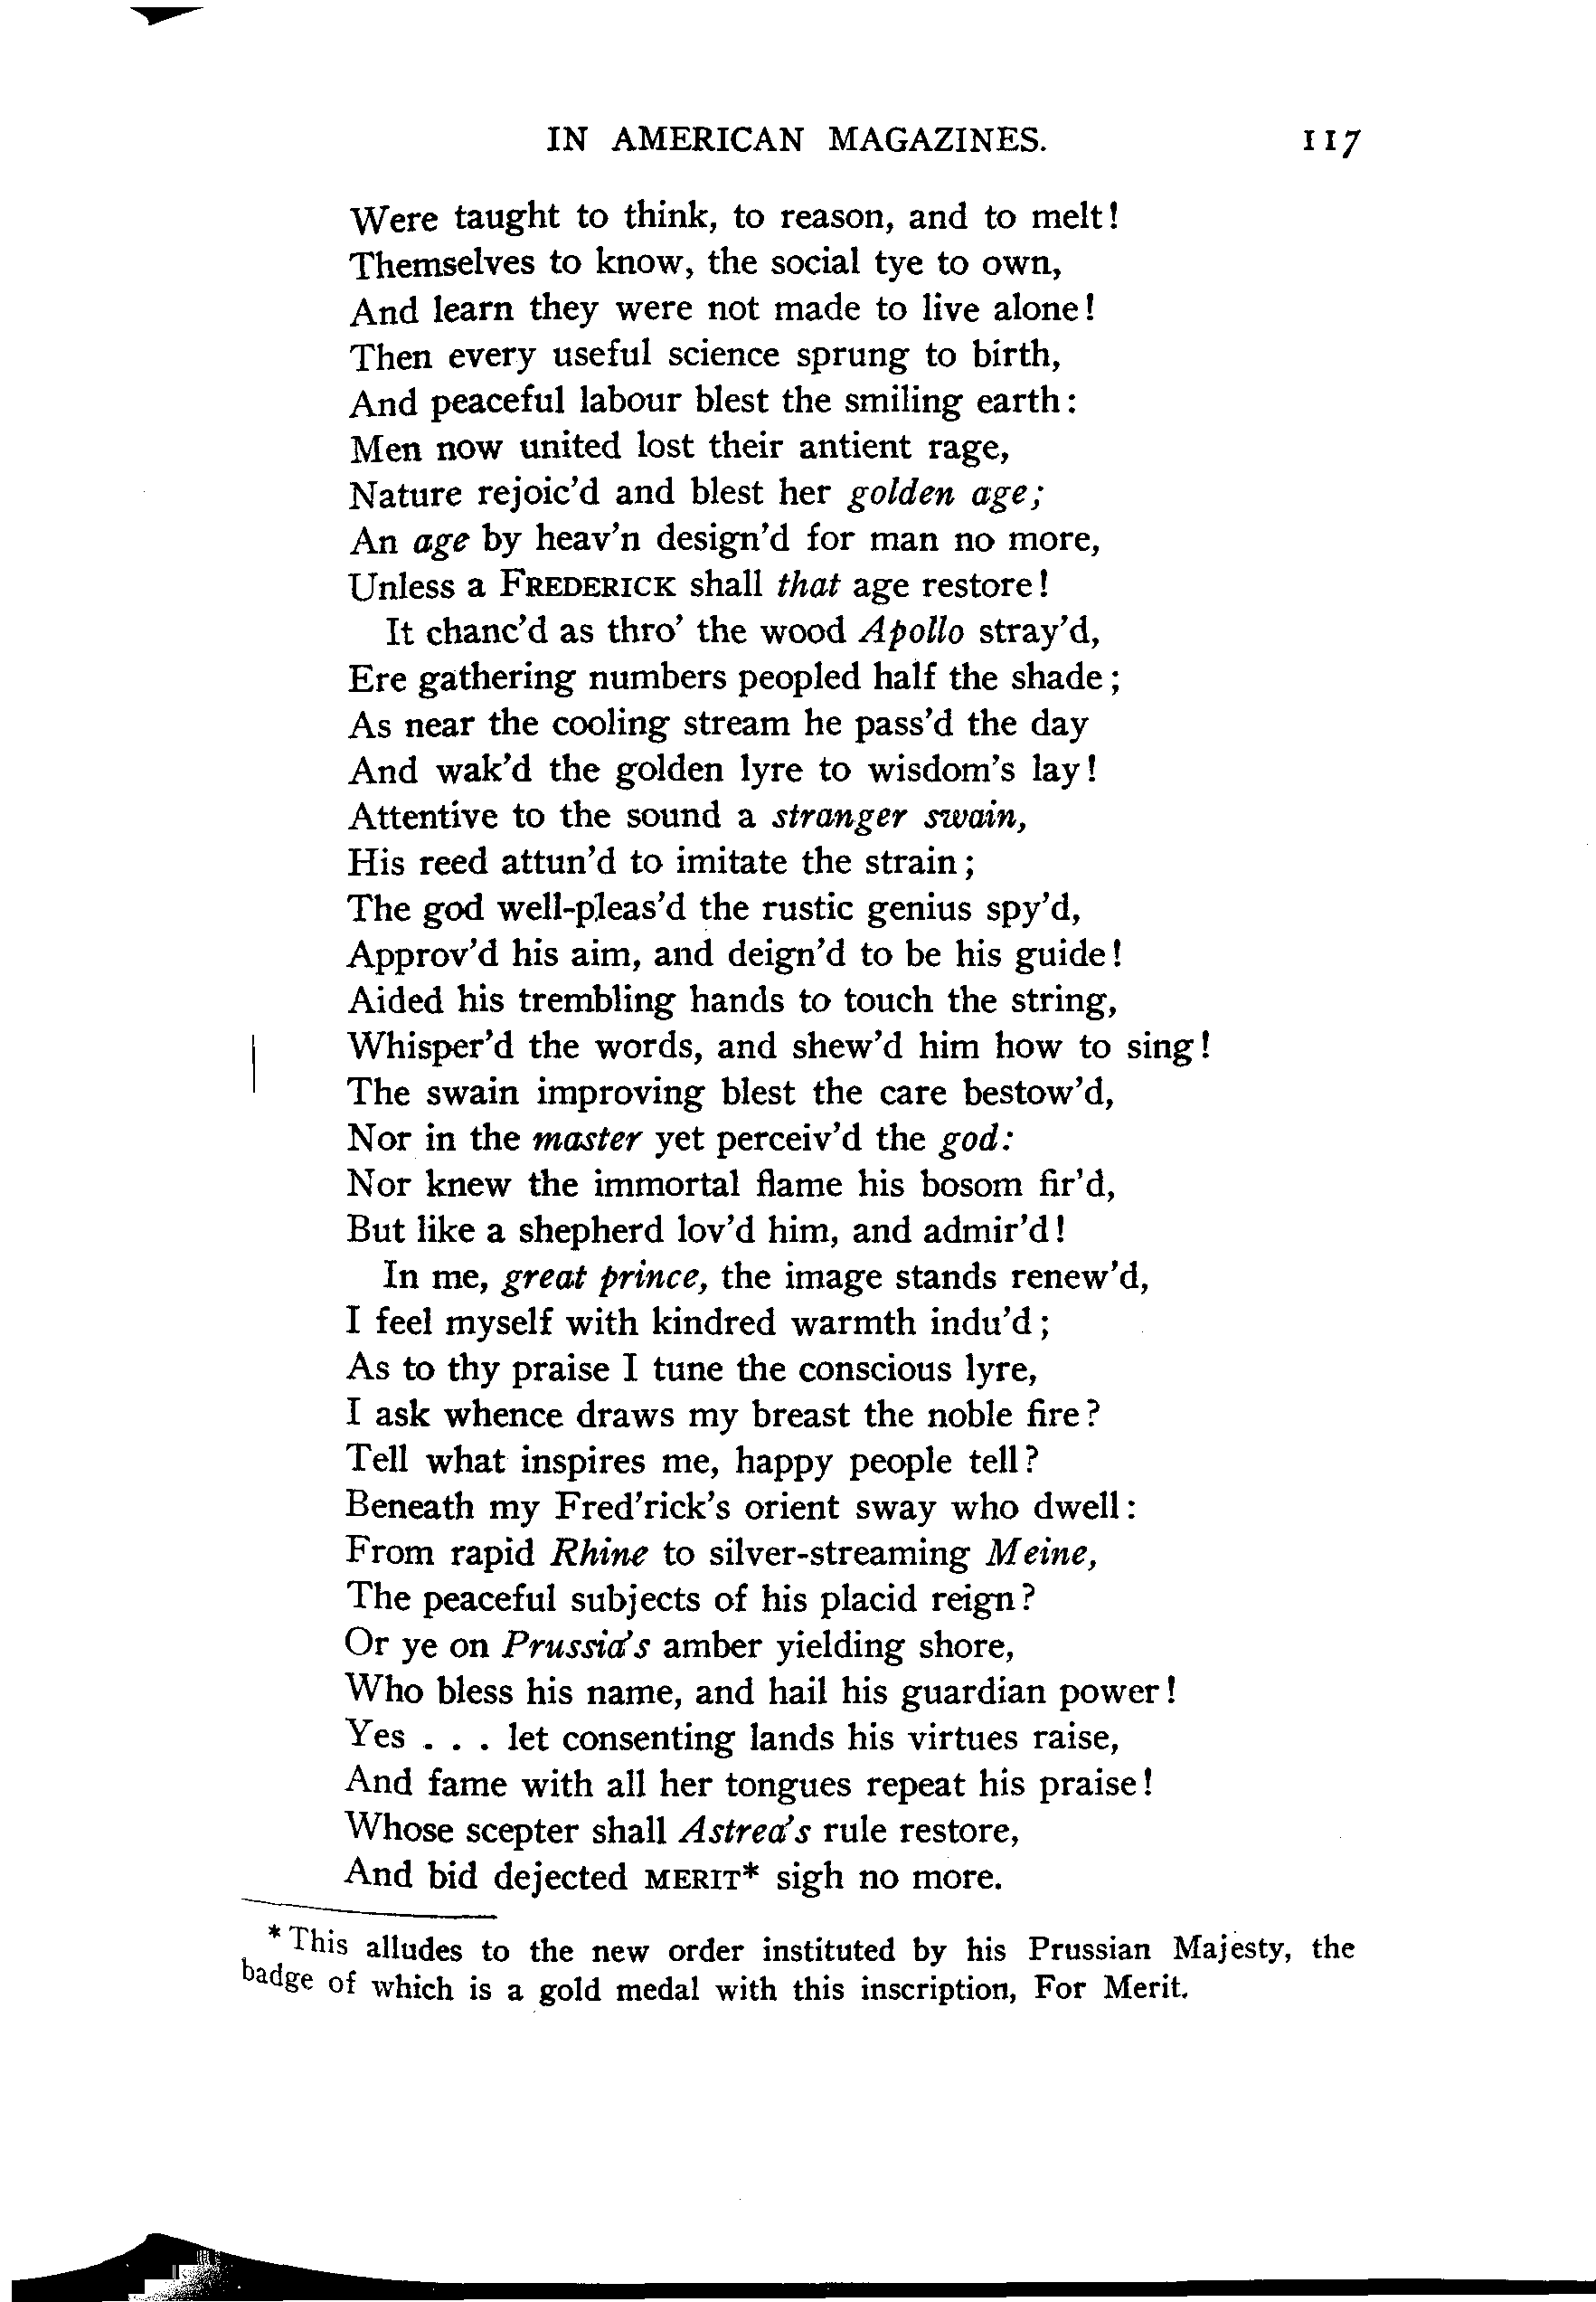 IN AMERICAN MAGAZINES. 117
Were taught to think, to reason, and to melt!
Themselves to know, the social tye to own,
And learn they were not made to live alone!
Then every useful science sprung to birth,
And peaceful labour blest the smiling earth:
Men now united lost their antient rage,
Nature rejoic'd and blest her golden age;
An age by heav'n design'd for man no more,
Unless a FREDERICK shall that age restore!
It chanc'd as thro' the wood Apollo stray'd,
Ere gathering numbers peopled half the shade;
As near the cooling stream he pass'd the day
And wak'd the golden lyre to wisdom's lay!
Attentive to the sound a stranger swain,
His reed attun'd to imitate the strain;
The god well-pleas'd the rustic genius spy'd,
Approv'd his aim, and deign'd to be his guide!
Aided his trembling hands to touch the string,
Whisper'd the words, and shew'd him how to sing!
The swain improving blest the care bestow'd,
Nor in the master yet perceiv'd the god:
Nor knew the immortal flame his bosom fir'd,
But like a shepherd lov'd him, and admir'd!
In me, great prince, the image stands renew'd,
I feel myself with kindred warmth indu'd;
As to thy praise I tune the conscious lyre,
I ask whence draws my breast the noble fire?
Tell what inspires me, happy people tell?
Beneath my Fred'rick's orient sway who dwell:
From rapid Rhine to silver-streaming Meine,
The peaceful subjects of his placid reign?
Or ye on Prussia's amber yielding shore,
Who bless his name, and hail his guardian power!
Yes . . . let consenting lands his virtues raise,
And fame with all her tongues repeat his praise!
Whose scepter shall Astrea's rule restore,
And bid dejected MERIT* sigh no more.
* This alludes to the new order instituted by his Prussian Majesty, the
badge of which is a gold medal with this inscription, For Merit.